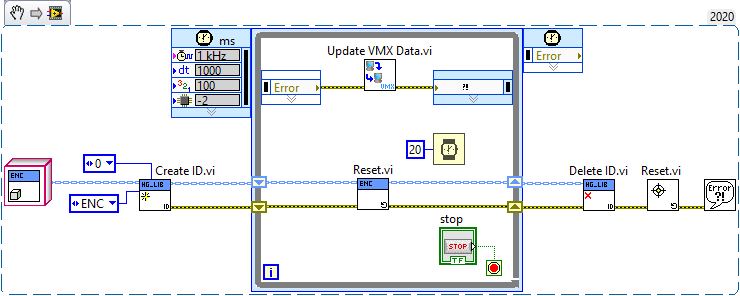 2020
ms
1 kHz
dt 1000
321 100
-2
Update VMX Data.vi
Error
VMX
?!
Error
20
0
Create ID.vi
Reset.vi
Delete ID.vi
Reset.vi
ENC
HG_LIB
ID
ENC
HG_LIB
ID
Error
?!
ENC
stop
STOP
TF
i